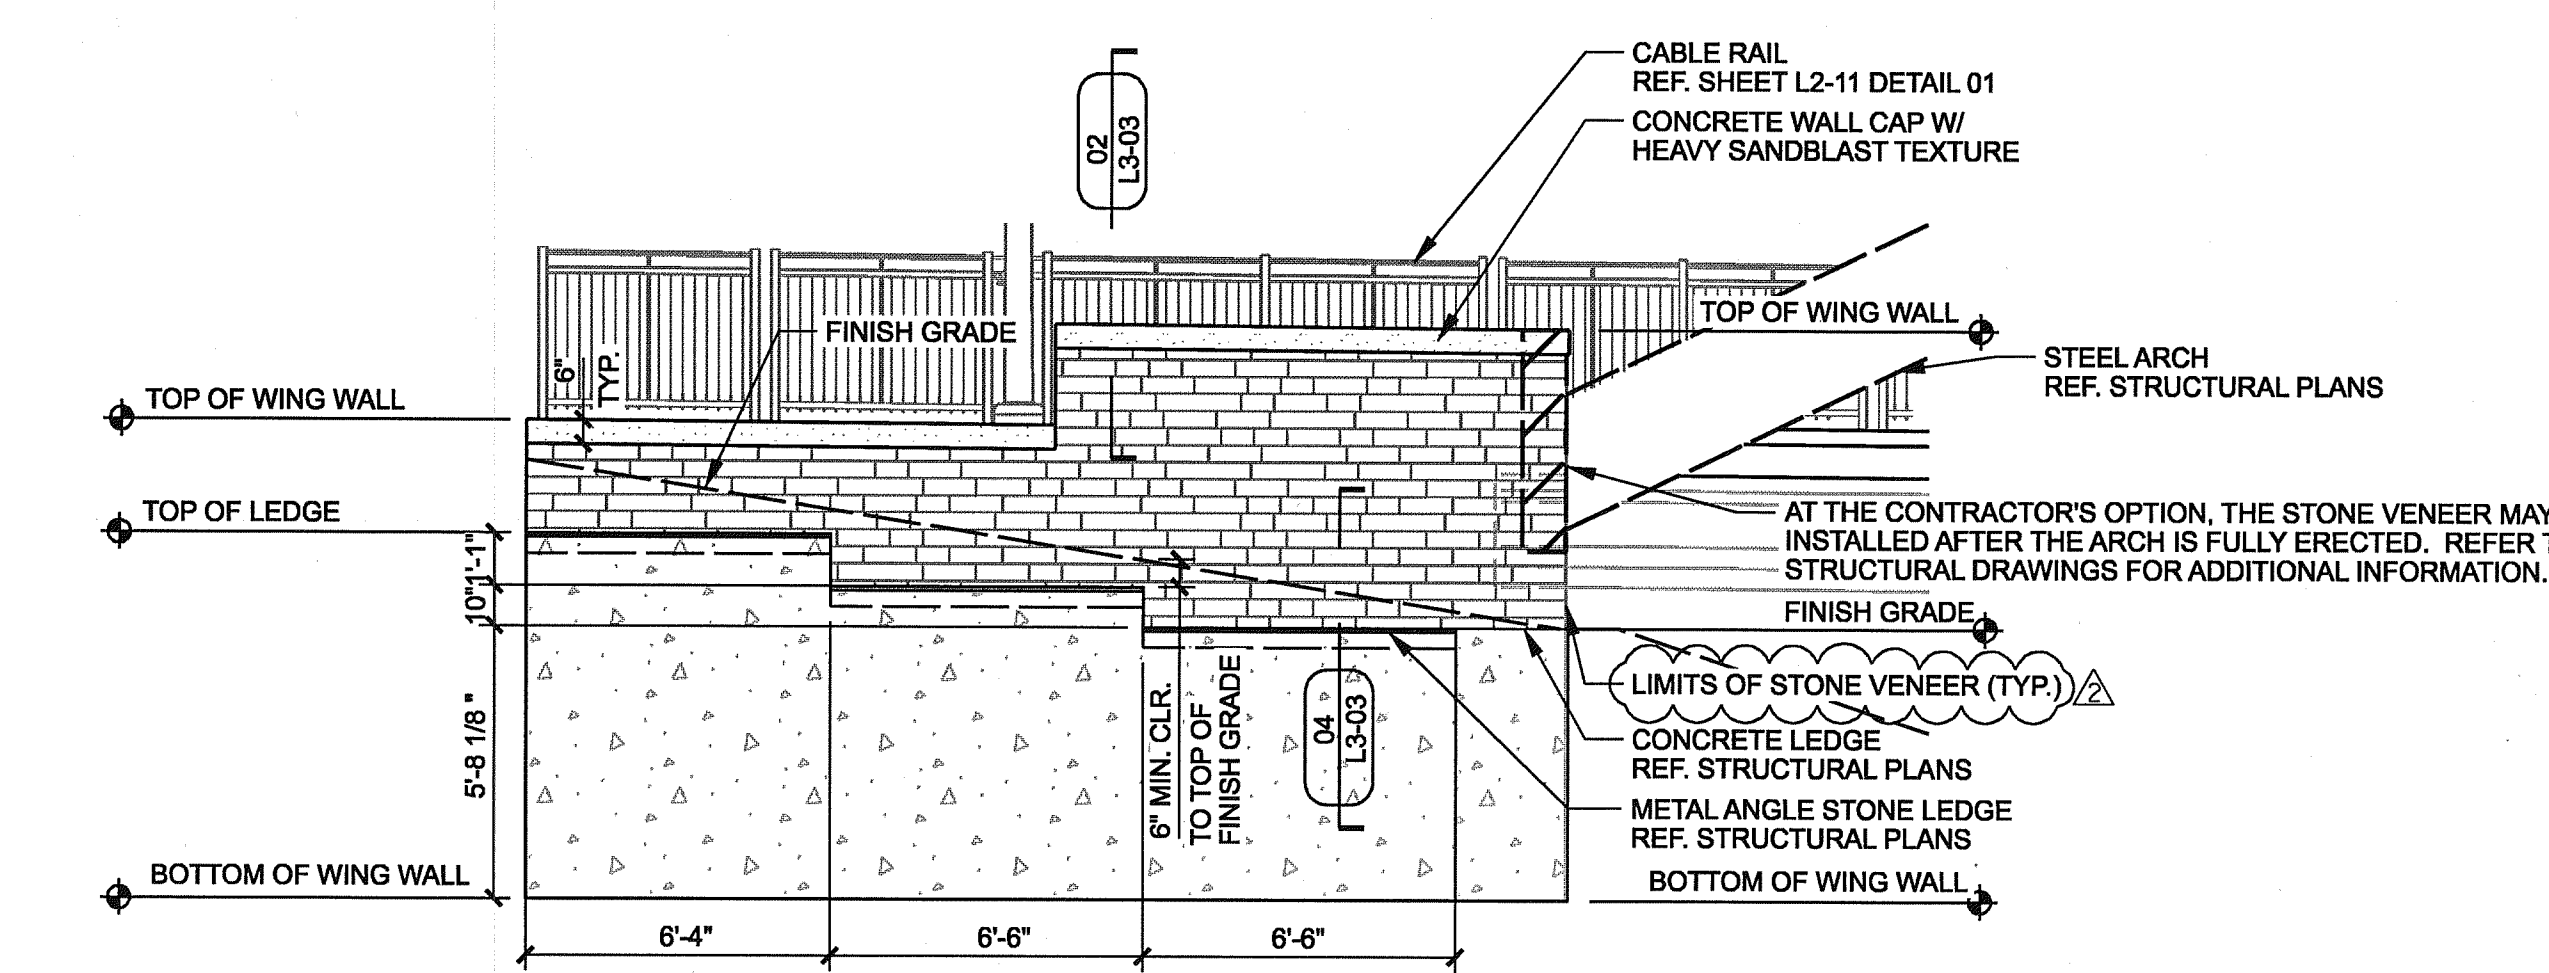 CABLE RAIL
REF. SHEET L2-11 DETAIL 01
CONCRETE WALL CAP W/
HEAVY SANDBLAST TEXTURE
02
L3-03
TOP OF WING WALL
FINISH GRADE
6"
TYP.
STEEL ARCH
REF. STRUCTURAL PLANS
TOP OF WING WALL
TOP OF LEDGE
AT THE CONTRACTOR'S OPTION, THE STONE VENEER MAY
INSTALLED AFTER THE ARCH IS FULLY ERECTED. REFER
STRUCTURAL DRAWINGS FOR ADDITIONAL INFORMATION.
1'-1"
10"
5'-8 1/8"
FINISH GRADE
LIMITS OF STONE VENEER (TYP.)
2
CONCRETE LEDGE
REF. STRUCTURAL PLANS
METAL ANGLE STONE LEDGE
REF. STRUCTURAL PLANS
6" MIN. CLR.
TO TOP OF
FINISH GRADE
04
L3-03
BOTTOM OF WING WALL
BOTTOM OF WING WALL
6'-4"
6'-6"
6'-6"